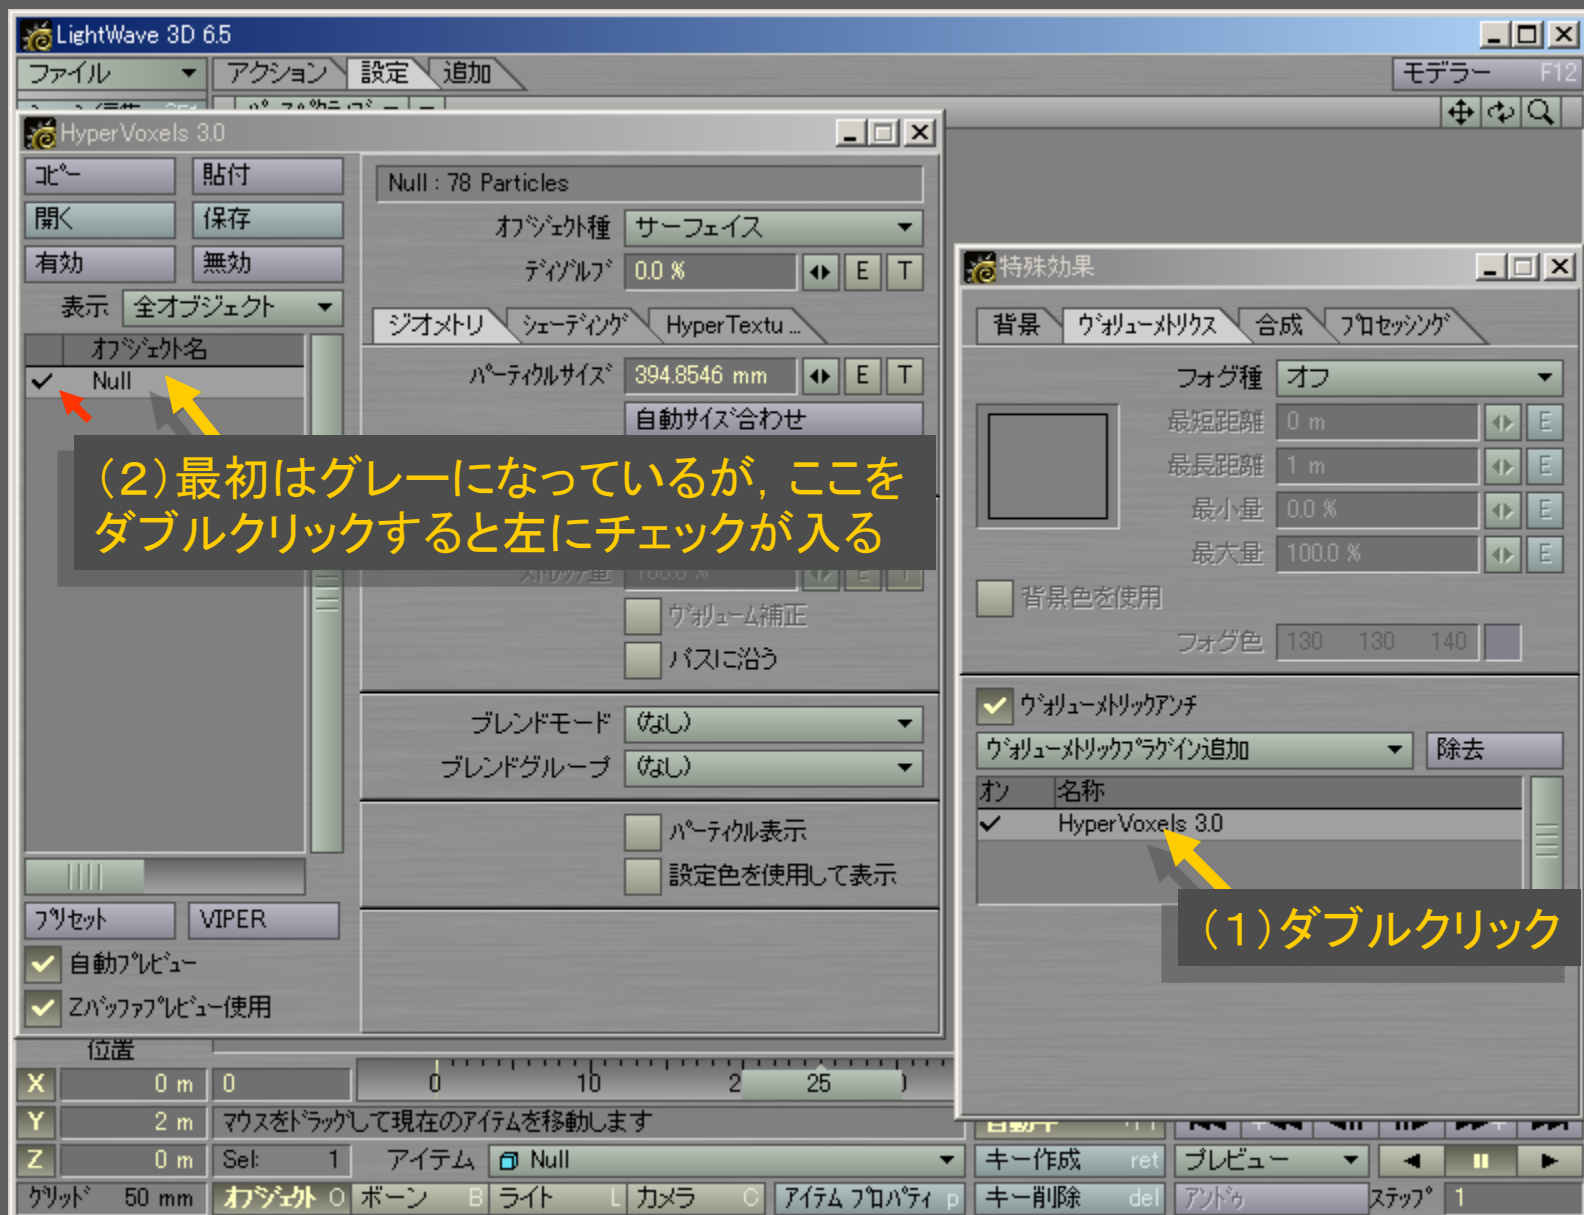 LightWave 3D 6.5
ファイル アクション 設定 追加 モデラー F12
HyperVoxels 3.0
コピー 貼付
開く 保存
有効 無効
表示 全オブジェクト
オブジェクト名
Null
プリセット VIPER
自動プレビュー
Zバッファプレビュー使用
Null : 78 Particles
オブジェクト種 サーフェイス
ディゾルブ 0.0 % E T
ジオメトリ シェーディング HyperTextu ...
パーティクルサイズ 394.8546 mm E T
自動サイズ合わせ
(2)最初はグレーになっているが,ここを
ダブルクリックすると左にチェックが入る
ストレッチ量 100.0 % E T
ヴォリューム補正
パスに沿う
ブレンドモード (なし)
ブレンドグループ (なし)
パーティクル表示
設定色を使用して表示
特殊効果
背景 ヴォリューメトリクス 合成 プロセッシング
フォグ種 オフ
最短距離 0 m E
最長距離 1 m E
最小量 0.0 % E
最大量 100.0 % E
背景色を使用
フォグ色 130 130 140
ヴォリューメトリックアンチ
ヴォリューメトリックプラグイン追加 除去
オン 名称
HyperVoxels 3.0
(1)ダブルクリック
位置
X 0 m 0 0 10 2 25
Y 2 m マウスをドラッグして現在のアイテムを移動します
Z 0 m Sel: 1 アイテム Null キー作成 ret プレビュー
グリッド 50 mm オブジェクト O ボーン B ライト L カメラ C アイテム プロパティ p キー削除 del アンドゥ ステップ 1